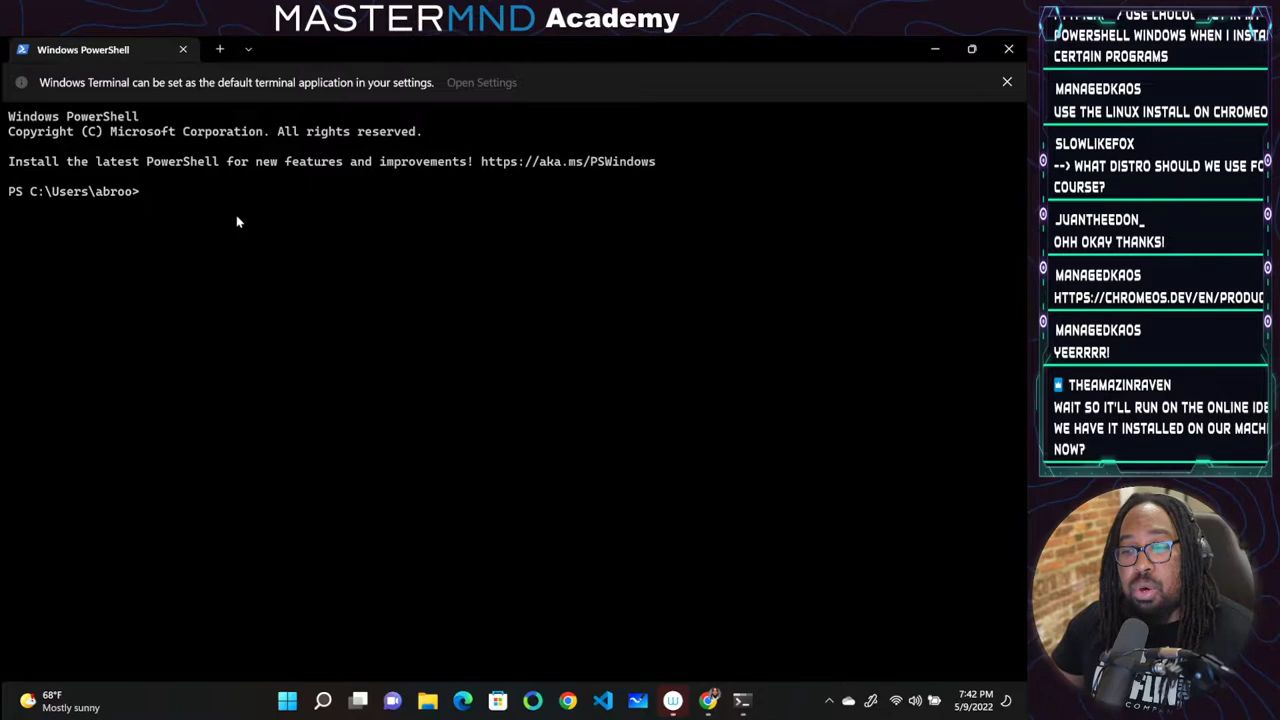 MASTERMND Academy
Windows PowerShell
Windows Terminal can be set as the default terminal application in your settings. Open Settings
Windows PowerShell
Copyright (C) Microsoft Corporation. All rights reserved.
Install the latest PowerShell for new features and improvements! https://aka.ms/PSWindows
PS C:\Users\abroo>
POWERSHELL WINDOWS WHEN I INSTA
CERTAIN PROGRAMS
MANAGEDKAOS
USE THE LINUX INSTALL ON CHROMEO
SLOWLIKEFOX
--> WHAT DISTRO SHOULD WE USE FO
COURSE?
JUANTHEEDON_
OHH OKAY THANKS!
MANAGEDKAOS
HTTPS://CHROMEOS.DEV/EN/PRODUC
MANAGEDKAOS
YEERRRR!
THEAMAZINRAVEN
WAIT SO IT'LL RUN ON THE ONLINE IDE
WE HAVE IT INSTALLED ON OUR MACH
NOW?
68°F
Mostly sunny
7:42 PM
5/9/2022